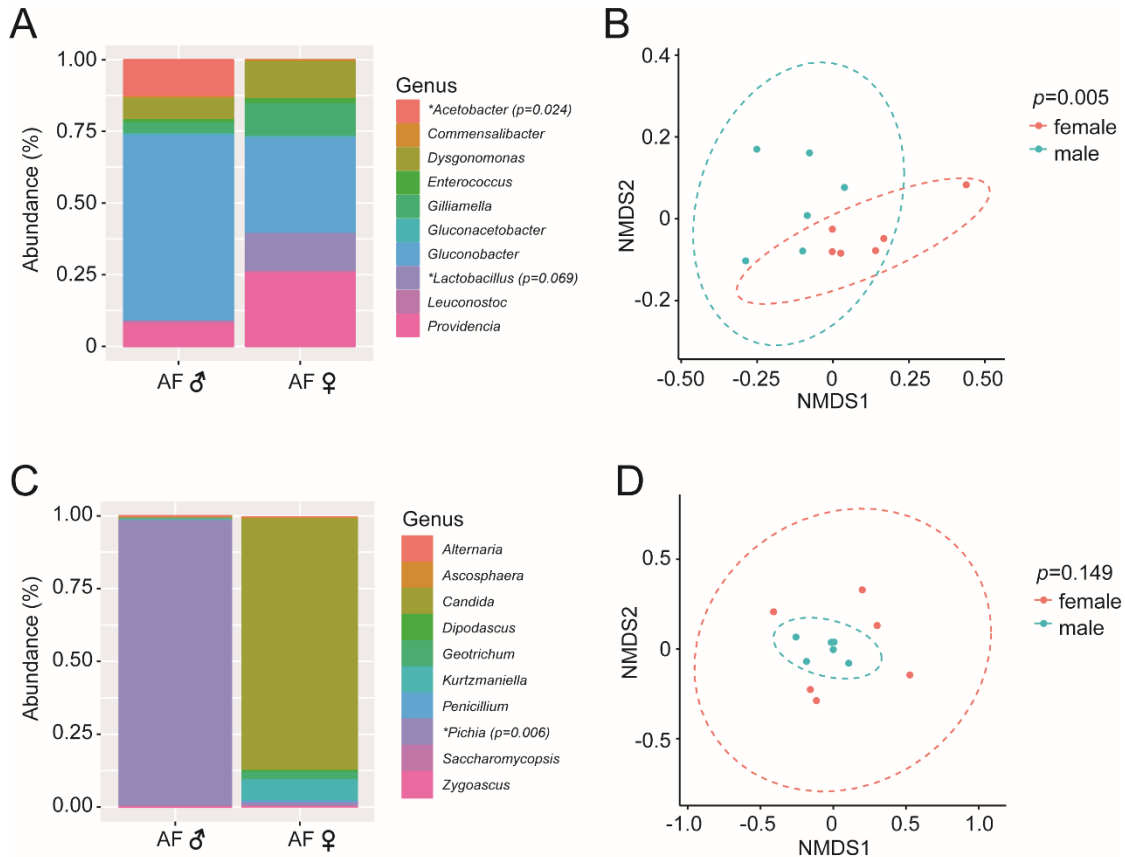 A
1.00
0.75
0.50
0.25
0
Abundance (%)
AF ♂
AF ♀
Genus
*Acetobacter (p=0.024)
Commensalibacter
Dysgonomonas
Enterococcus
Gilliamella
Gluconacetobacter
Gluconobacter
*Lactobacillus (p=0.069)
Leuconostoc
Providencia
B
0.4
0.2
0
-0.2
NMDS2
-0.50
-0.25
0
0.25
0.50
NMDS1
p=0.005
female
male
C
1.00
0.75
0.50
0.25
0.00
Abundance (%)
AF ♂
AF ♀
Genus
Alternaria
Ascosphaera
Candida
Dipodascus
Geotrichum
Kurtzmaniella
Penicillium
*Pichia (p=0.006)
Saccharomycopsis
Zygoascus
D
0.5
0
-0.5
NMDS2
-1.0
-0.5
0
0.5
1.0
NMDS1
p=0.149
female
male